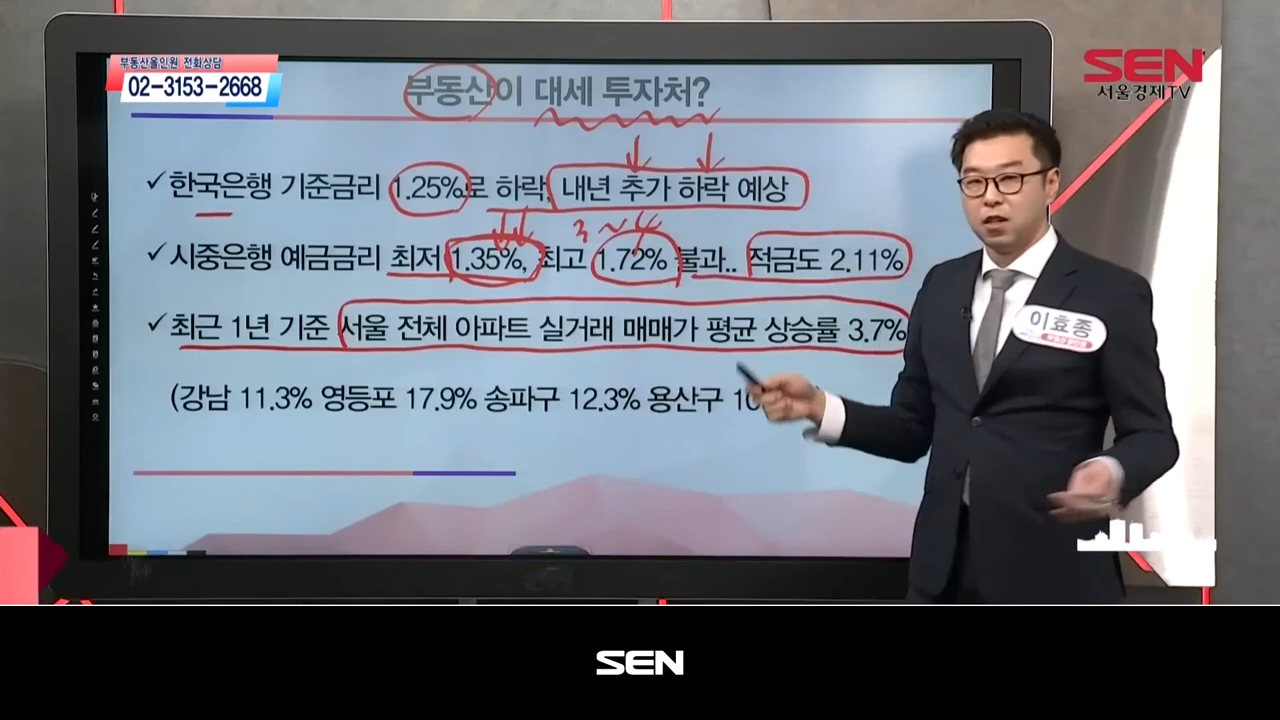 부동산올인원 전화상담
02-3153-2668
SEN
서울경제TV
부동산이 대세 투자처?
✓한국은행 기준금리 1.25%로 하락, 내년 추가 하락 예상
3~4
✓시중은행 예금금리 최저 1.35%, 최고 1.72% 불과.. 적금도 2.11%
✓최근 1년 기준 서울 전체 아파트 실거래 매매가 평균 상승률 3.7%
(강남 11.3% 영등포 17.9% 송파구 12.3% 용산구 10
이효종
SEN